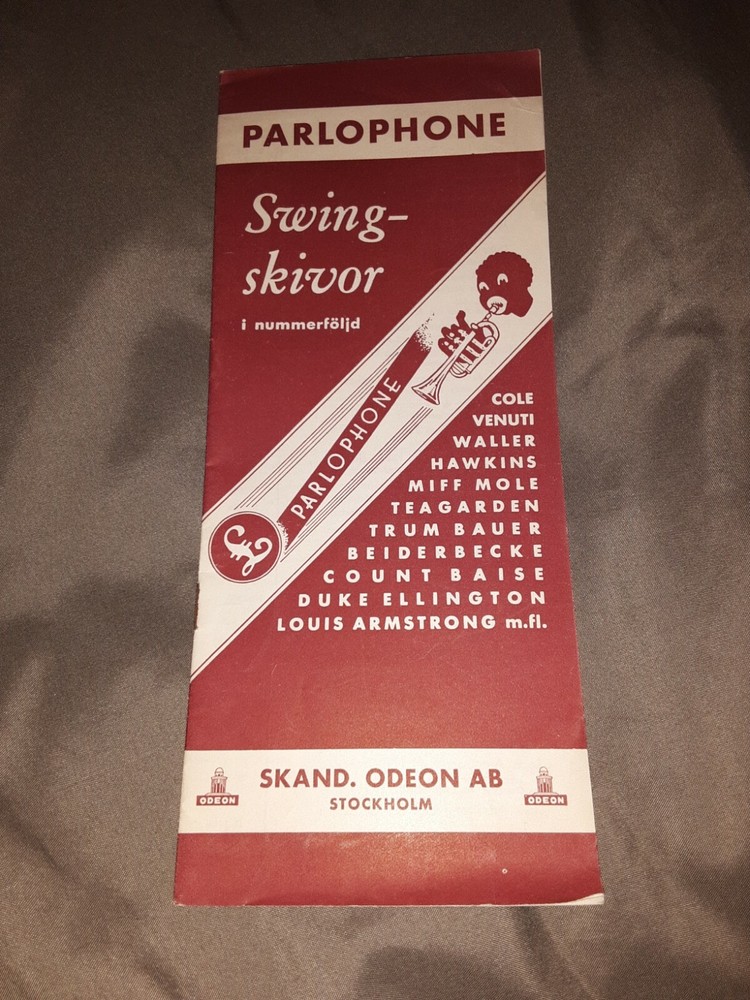 PARLOPHONE
Swing-
skivor
i nummerföljd
PARLOPHONE
COLE
VENUTI
WALLER
HAWKINS
MIFF MOLE
TEAGARDEN
TRUM BAUER
BEIDERBECKE
COUNT BAISE
DUKE ELLINGTON
LOUIS ARMSTRONG m.fl.
SKAND. ODEON AB
STOCKHOLM
ODEON
ODEON